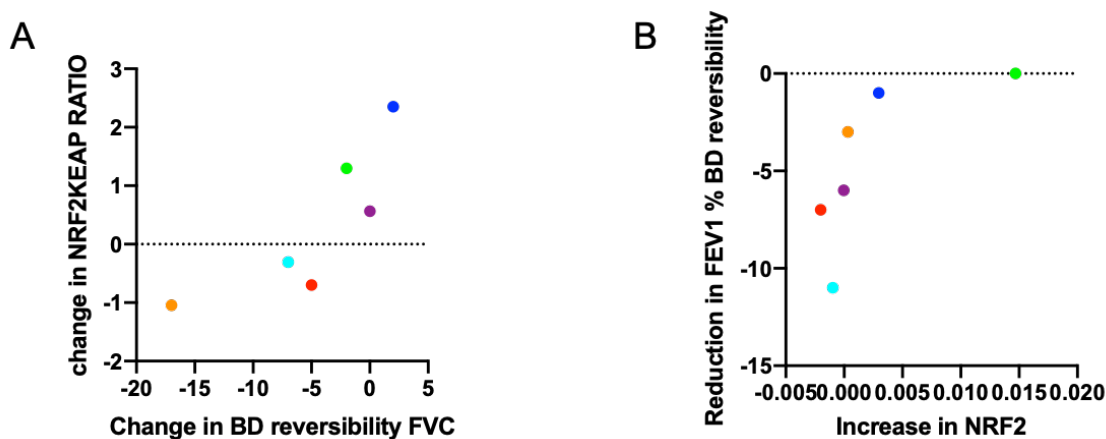 A
change in NRF2KEAP RATIO
3
2
1
0
-1
-2
-20 -15 -10 -5 0 5
Change in BD reversibility FVC
B
Reduction in FEV1 % BD reversibility
0
-5
-10
-15
-0.005 0.000 0.005 0.010 0.015 0.020
Increase in NRF2